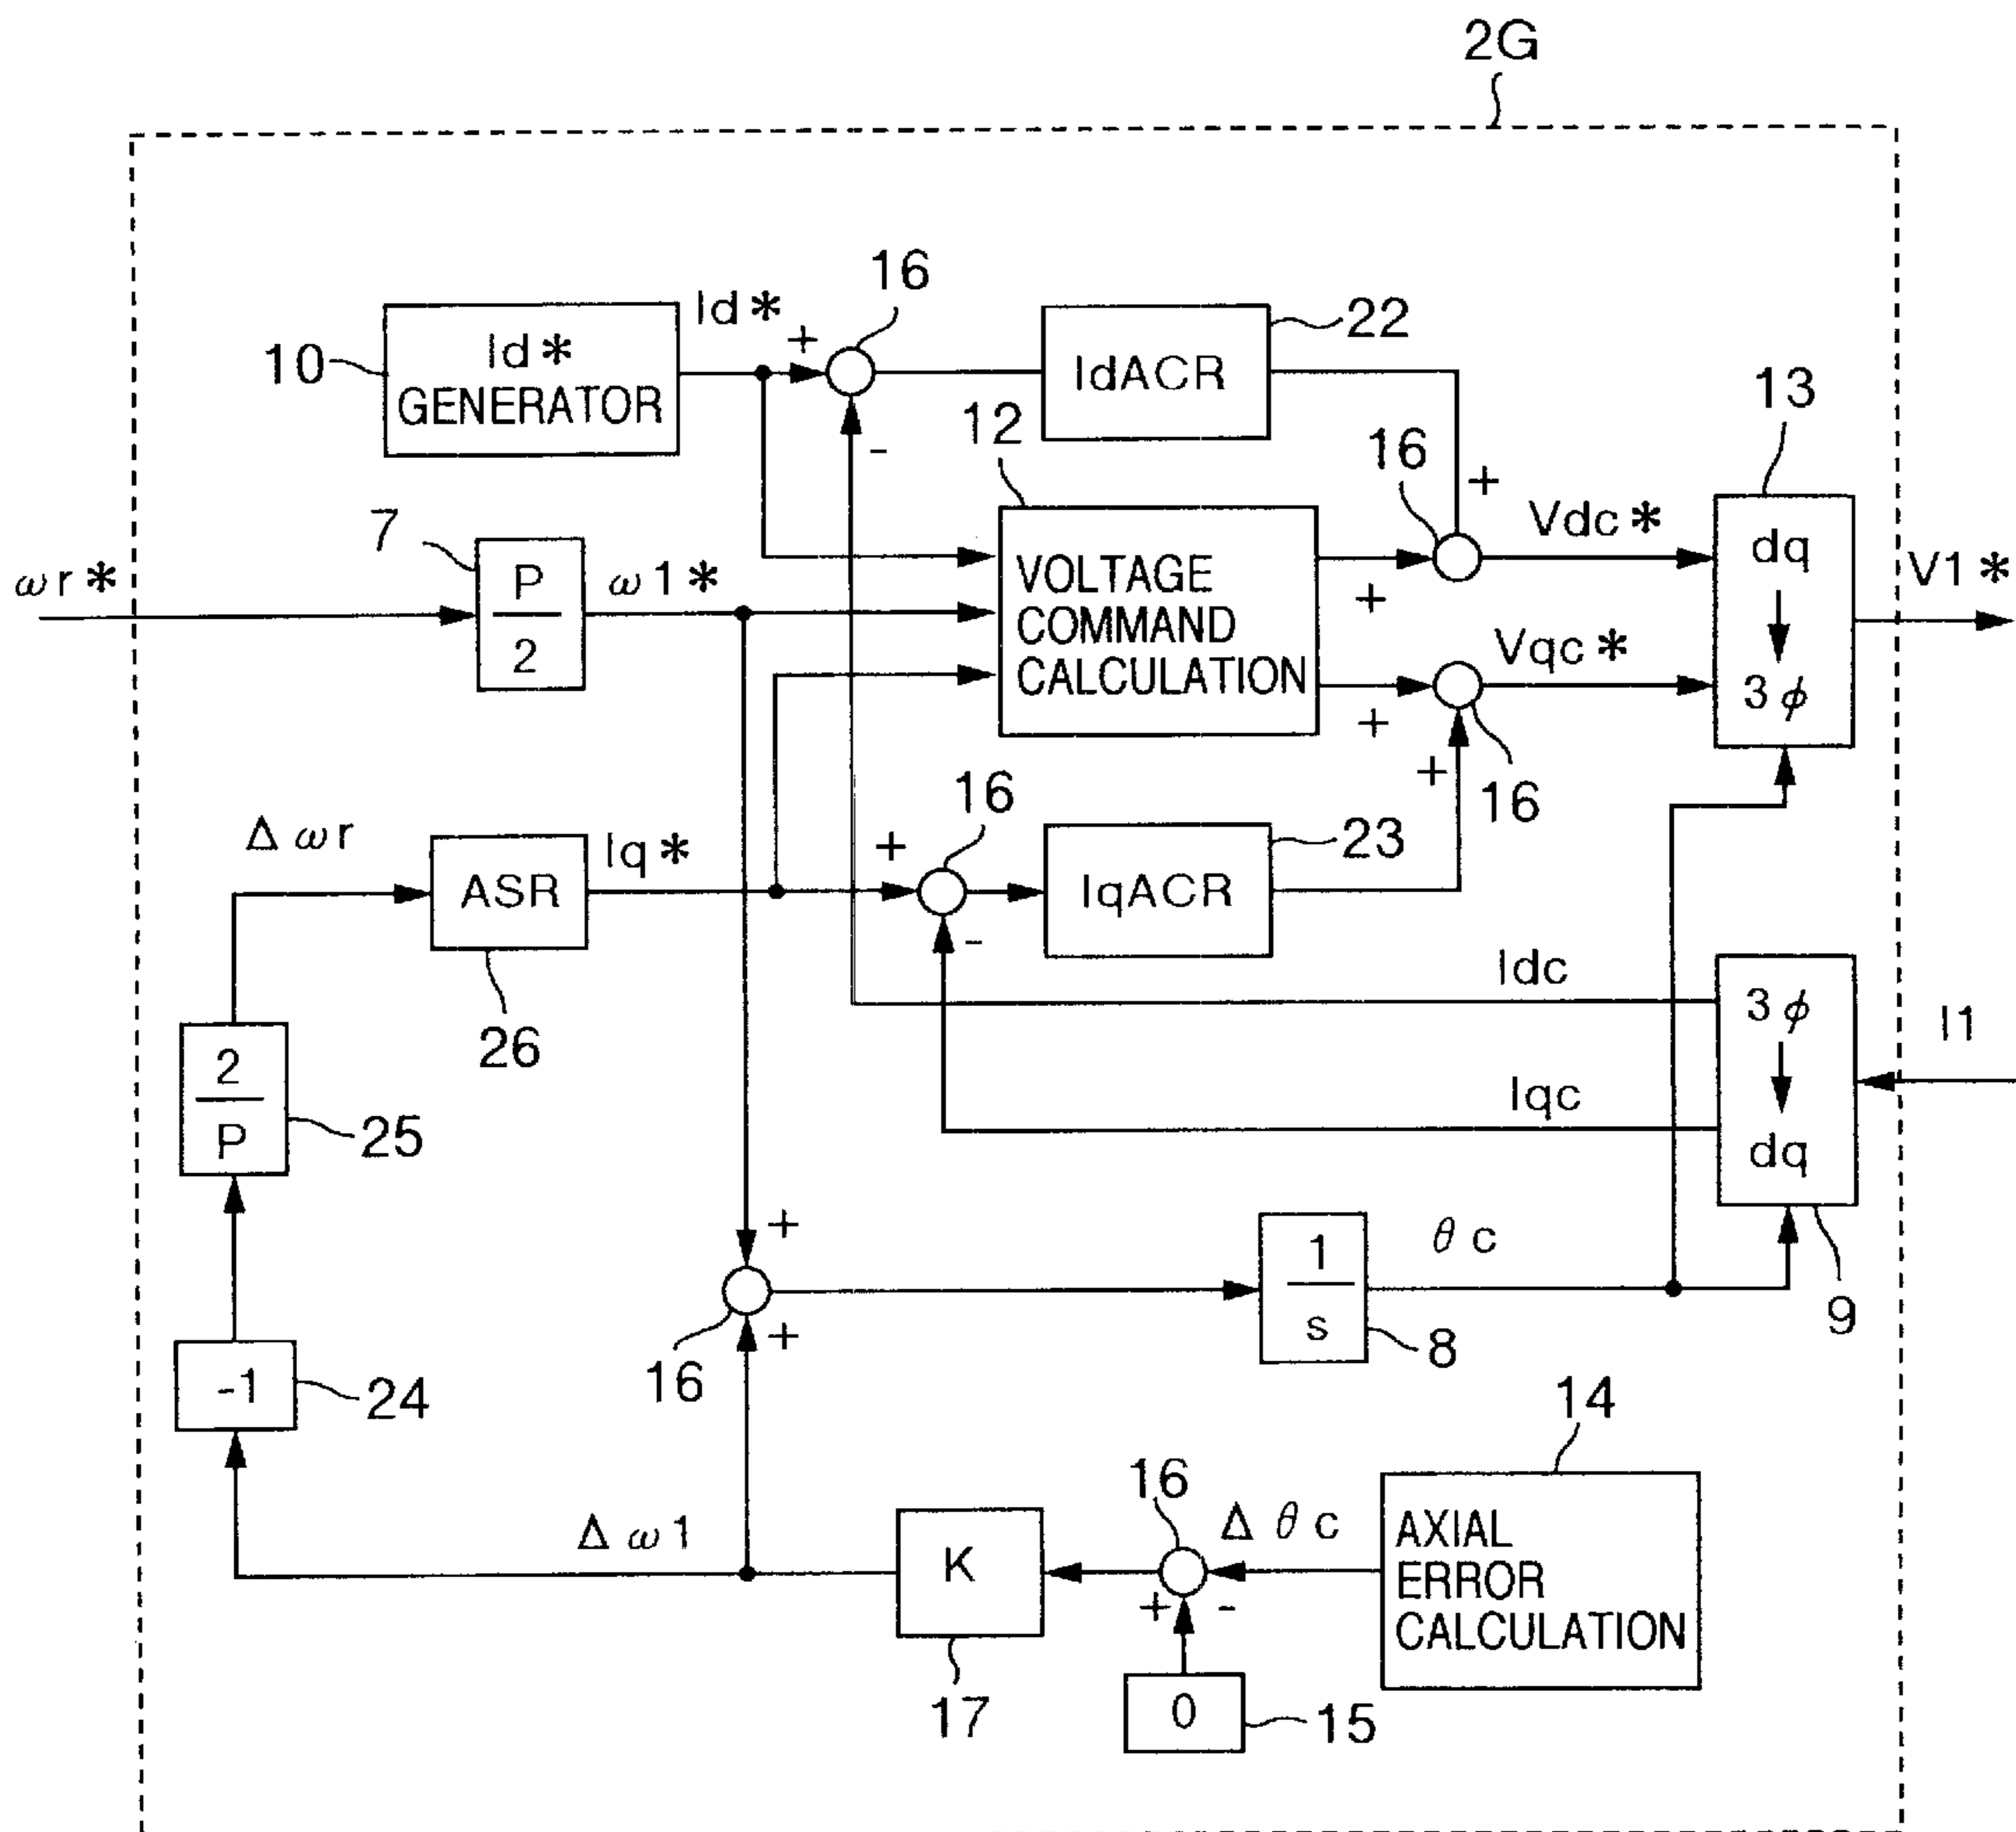 2G
16
Id*
+
22
10
Id*
GENERATOR
IdACR
-
12
16
+
13
7
P
2
ωr*
ω1*
VOLTAGE
COMMAND
CALCULATION
+
Vdc*
dq
3φ
V1*
+
Vqc*
+
16
16
Δωr
ASR
Iq*
+
-
IqACR
23
26
Idc
3φ
dq
I1
2
P
25
Iqc
+
16
+
1
s
θc
8
9
-1
24
14
16
Δω1
K
Δθc
AXIAL
ERROR
CALCULATION
+
-
17
0
15